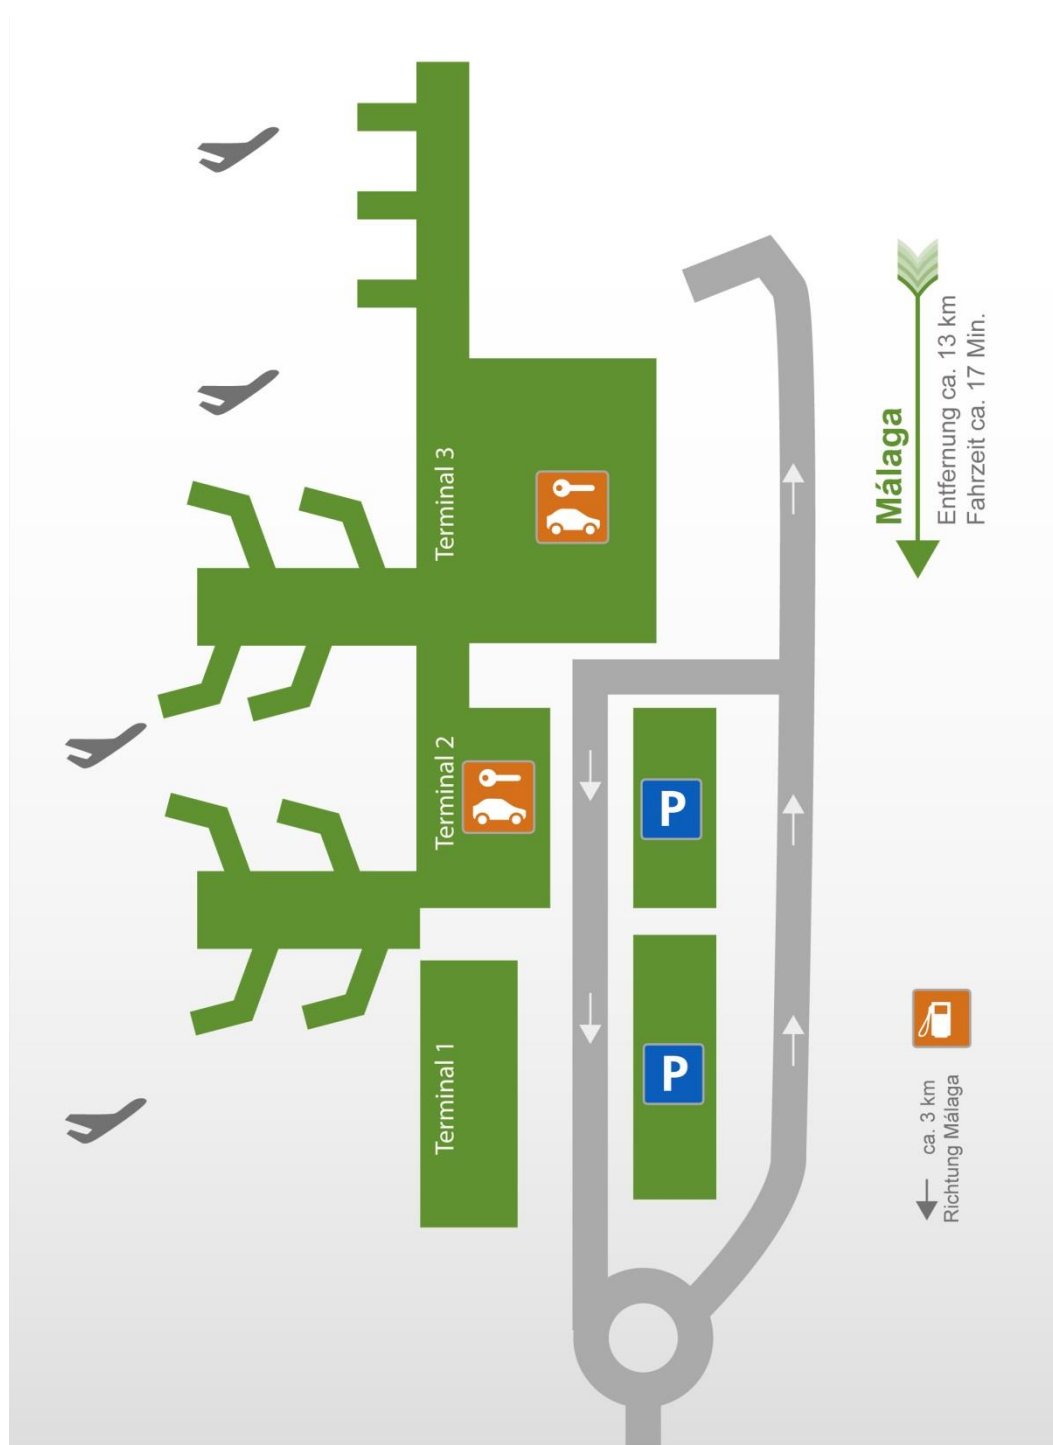 Terminal 1
Terminal 2
Terminal 3
P
P
Málaga
Entfernung ca. 13 km
Fahrzeit ca. 17 Min.
ca. 3 km
Richtung Málaga